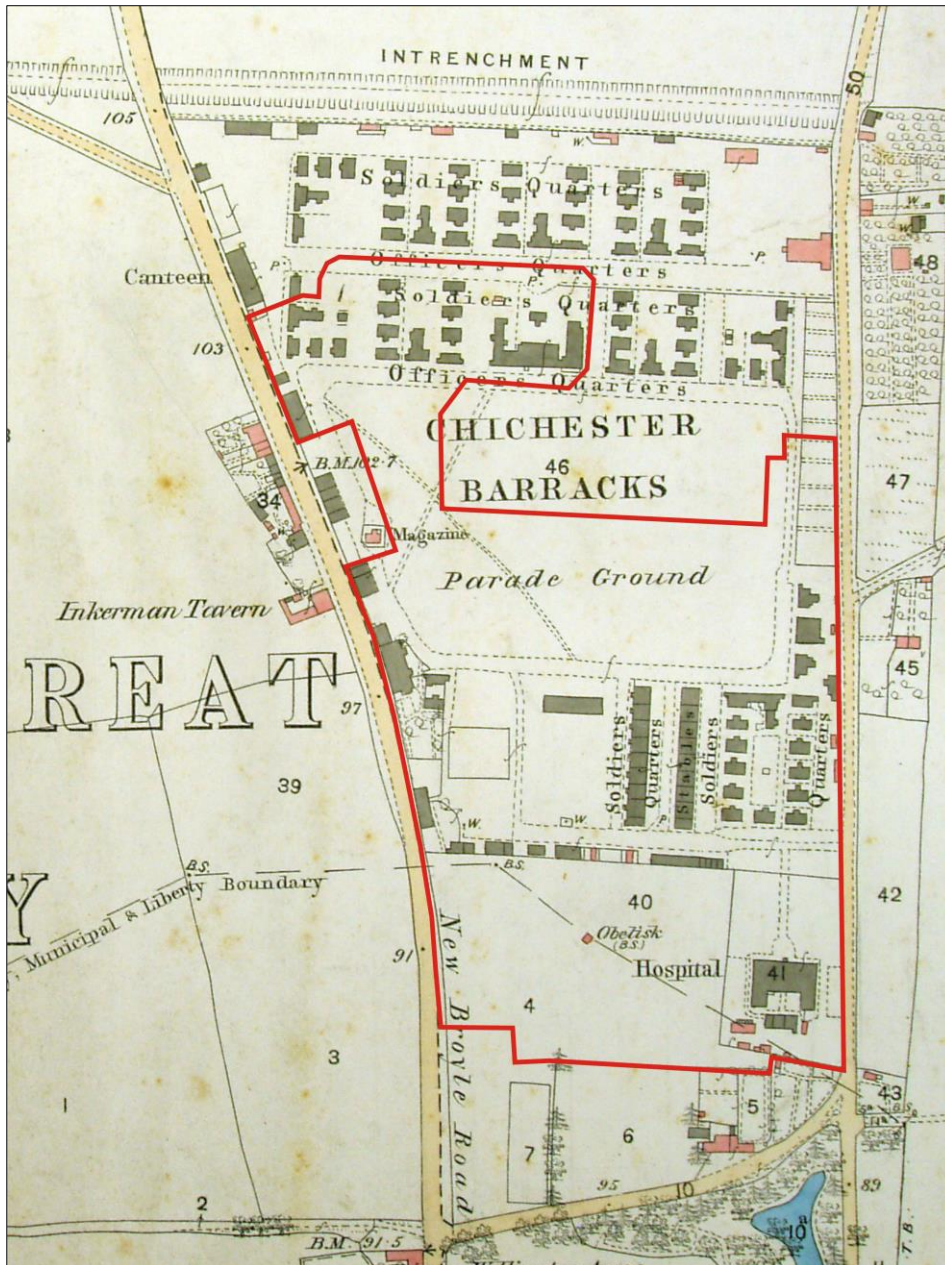 INTRENCHMENT
50
105
W.
Soldiers Quarters
W.
W.
48
P.
Officers Quarters
P.
Canteen
P.
Soldiers Quarters
103
Officers Quarters
CHICHESTER
B.M.102·7
46
47
34
BARRACKS
Magazine
Parade Ground
Inkerman Tavern
REAT
45
97
39
Soldiers
Quarters
Stables
Soldiers
Quarters
W.
W.
P.
B.S.
B.S.
Municipal & Liberty Boundary
Y
40
42
New Broyle Road
Obelisk
(B.S.)
91
Hospital
41
4
3
43
1
5
6
7
95
10
89
2
10a
B.M. 91·5
T.B.